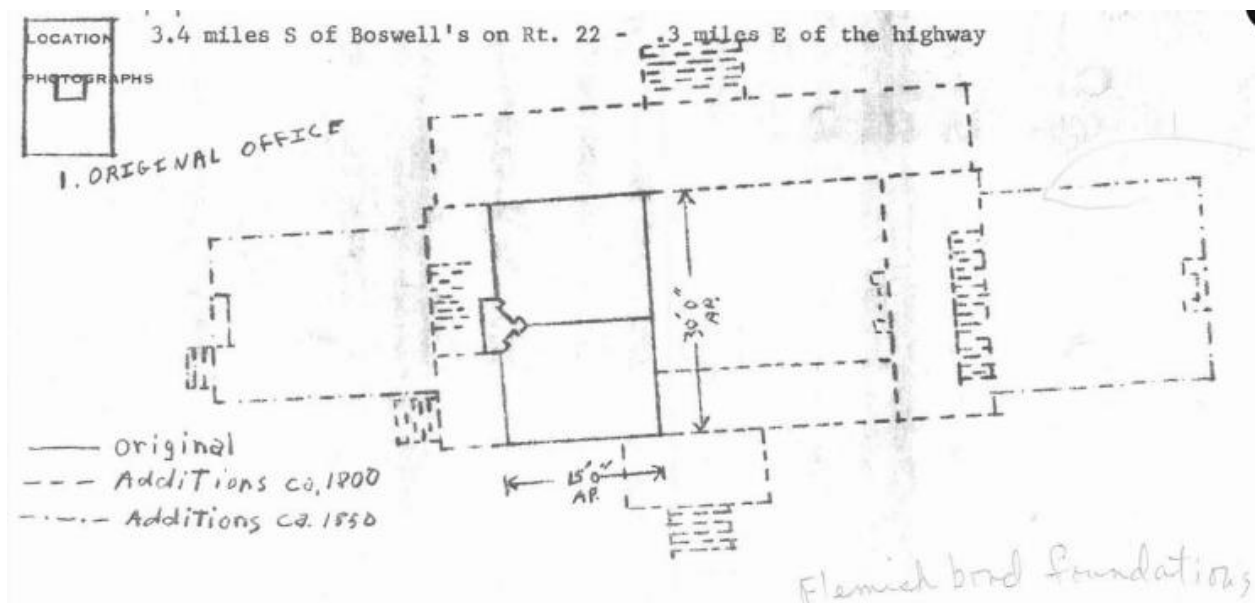 LOCATION 3.4 miles S of Boswell's on Rt. 22 - .3 miles E of the highway
PHOTOGRAPHS
1. ORIGINAL OFFICE
30'0"
AP.
15'0"
AP.
original
Additions ca, 1800
Additions ca. 1850
Flemish bond foundations